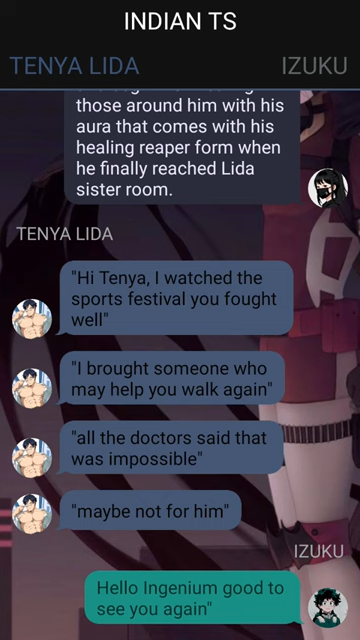 INDIAN TS
TENYA LIDA
IZUKU
those around him with his
aura that comes with his
healing reaper form when
he finally reached Lida
sister room.
TENYA LIDA
"Hi Tenya, I watched the
sports festival you fought
well"
"I brought someone who
may help you walk again"
"all the doctors said that
was impossible"
"maybe not for him"
IZUKU
Hello Ingenium good to
see you again"